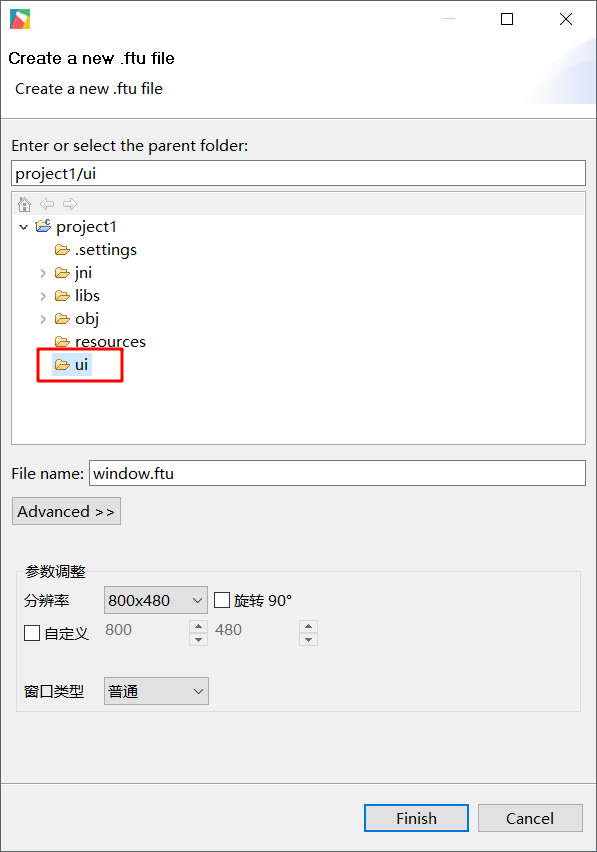 Create a new .ftu file
Create a new .ftu file
Enter or select the parent folder:
project1/ui
project1
.settings
jni
libs
obj
resources
ui
File name: window.ftu
Advanced >>
参数调整
分辨率 800x480 旋转 90°
自定义 800 480
窗口类型 普通
Finish Cancel